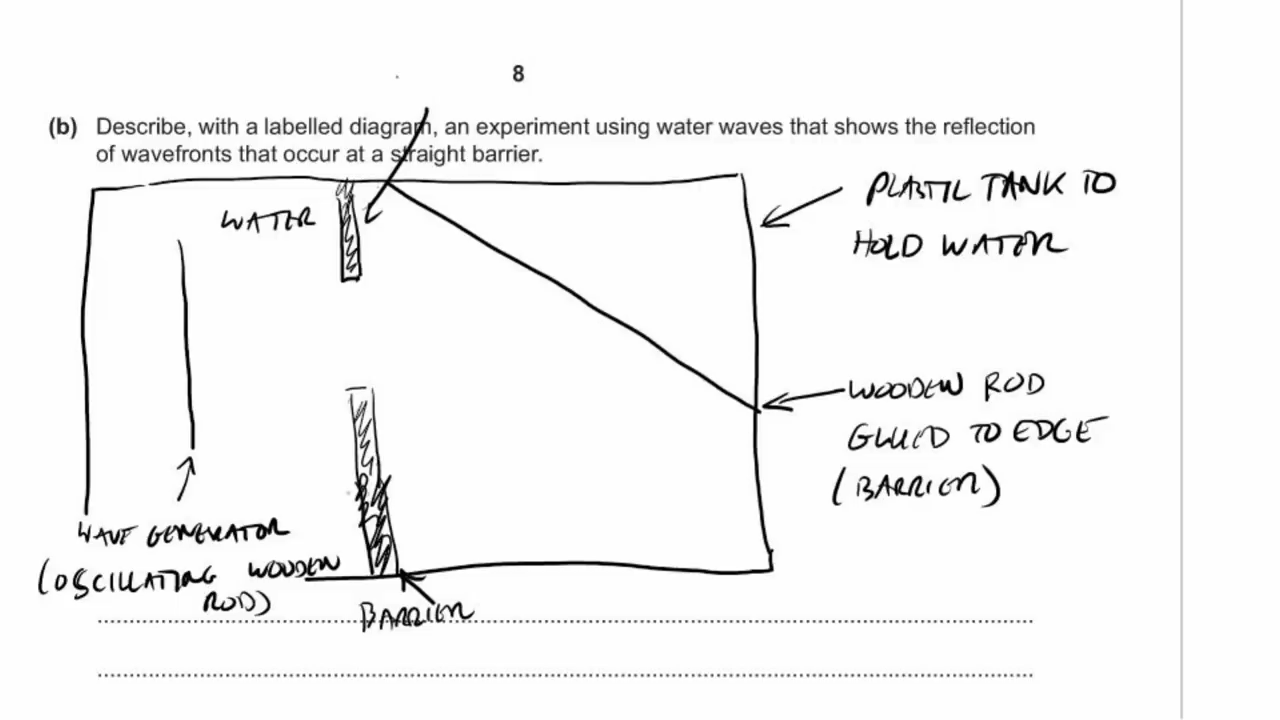 8
(b) Describe, with a labelled diagram, an experiment using water waves that shows the reflection
of wavefronts that occur at a straight barrier.
WATER
PLASTIC TANK TO
HOLD WATER
WOODEN ROD
GLUED TO EDGE
(BARRIER)
WAVE GENERATOR
(OSCILLATING WOODEN
ROD)
BARRIER